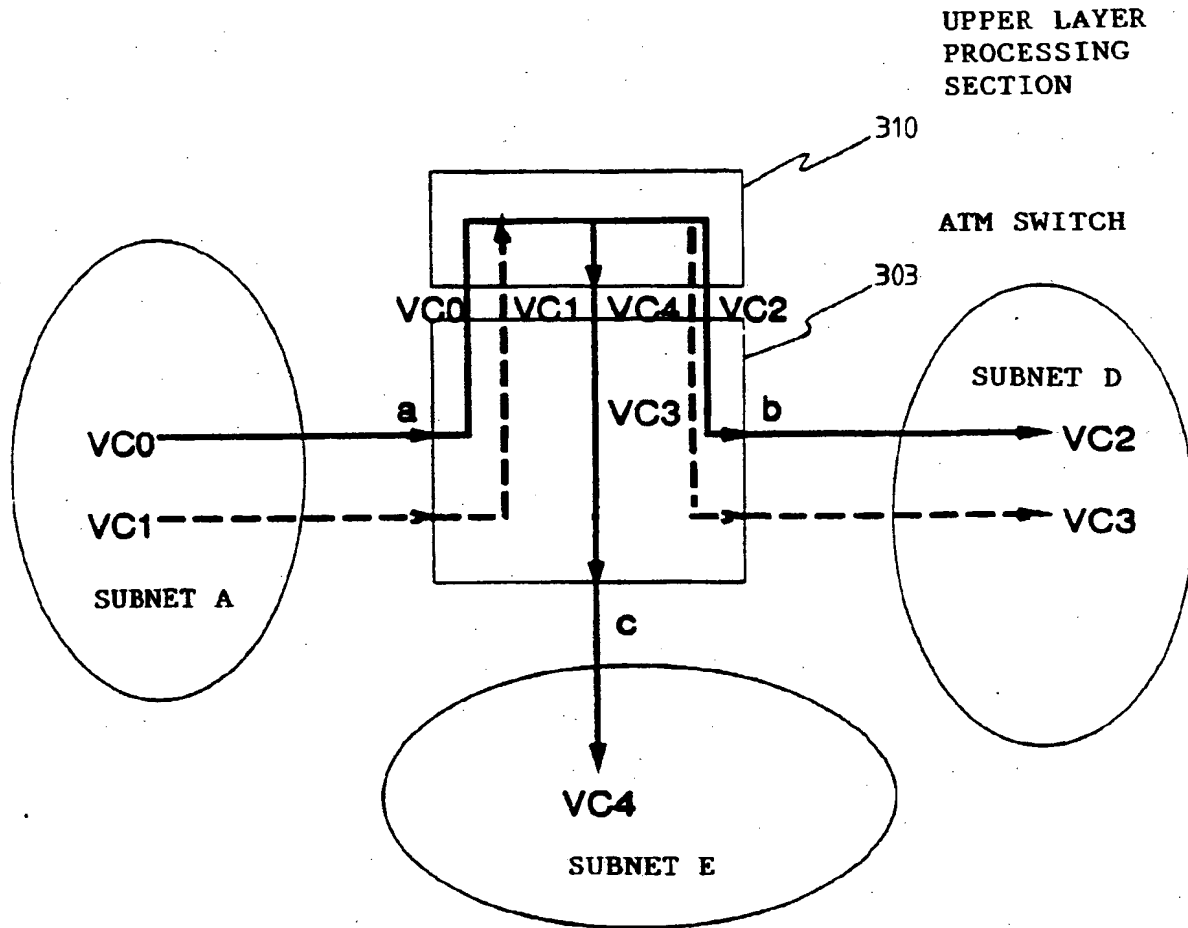 UPPER LAYER
PROCESSING
SECTION
310
ATM SWITCH
303
VC0 VC1 VC4 VC2
SUBNET D
a
VC3
b
VC0
VC2
VC1
VC3
SUBNET A
c
VC4
SUBNET E